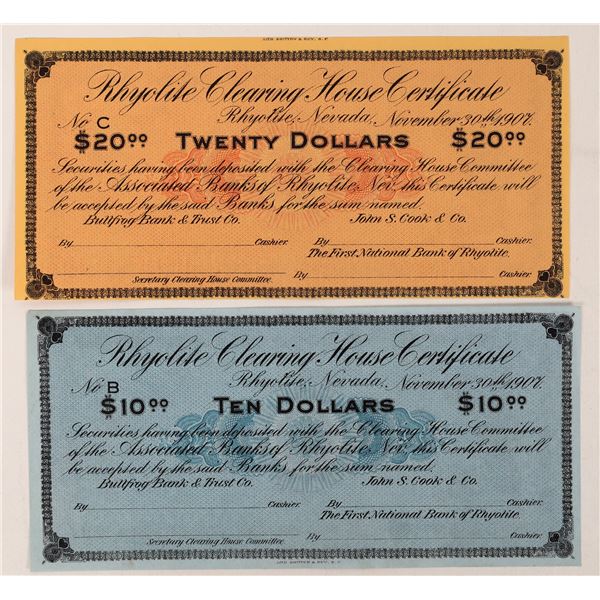 Rhyolite Clearing House Certificate
Rhyolite, Nevada, November 30th 1907.
No C
$20.00 TWENTY DOLLARS $20.00
Securities having been deposited with the Clearing House Committee
of the Associated Banks of Rhyolite, Nev., this Certificate will
be accepted by the said Banks for the sum named.
Bullfrog Bank & Trust Co. John S. Cook & Co.
By Cashier. By Cashier.
The First National Bank of Rhyolite.
Secretary Clearing House Committee. By Cashier.
Rhyolite Clearing House Certificate
Rhyolite, Nevada, November 30th 1907.
No B
$10.00 TEN DOLLARS $10.00
Securities having been deposited with the Clearing House Committee
of the Associated Banks of Rhyolite, Nev., this Certificate will
be accepted by the said Banks for the sum named.
Bullfrog Bank & Trust Co. John S. Cook & Co.
By Cashier. By Cashier.
The First National Bank of Rhyolite.
Secretary Clearing House Committee. By Cashier.